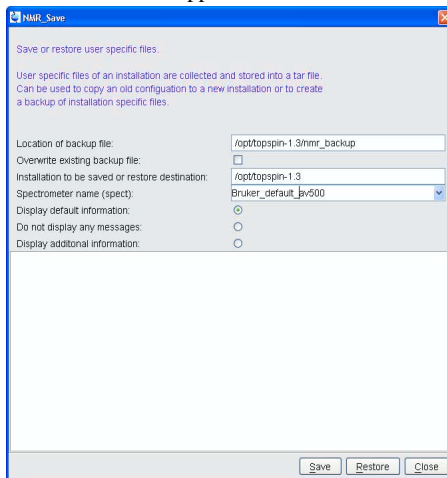 NMR_Save
Save or restore user specific files.
User specific files of an installation are collected and stored into a tar file.
Can be used to copy an old configuation to a new installation or to create
a backup of installation specific files.
Location of backup file: /opt/topspin-1.3/nmr_backup
Overwrite existing backup file:
Installation to be saved or restore destination: /opt/topspin-1.3
Spectrometer name (spect): Bruker_default_av500
Display default information:
Do not display any messages:
Display additonal information:
Save Restore Close